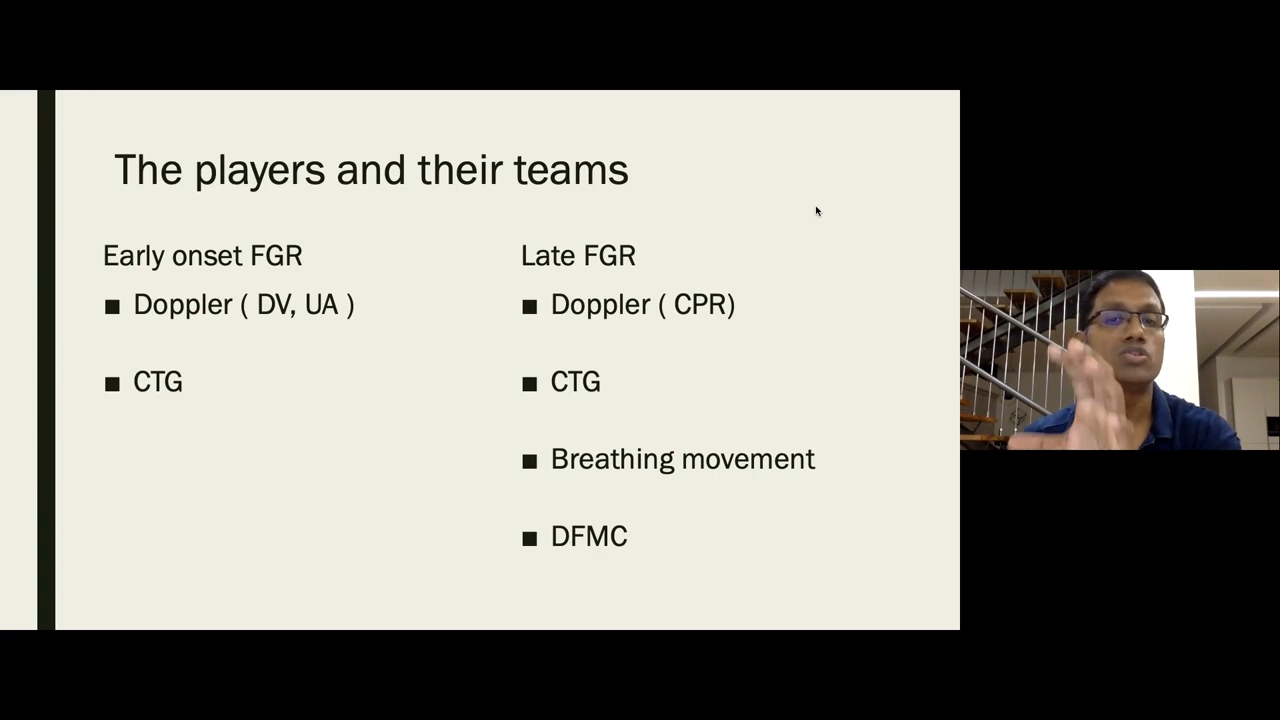 The players and their teams
Early onset FGR
■ Doppler ( DV, UA )
■ CTG
Late FGR
■ Doppler ( CPR)
■ CTG
■ Breathing movement
■ DFMC